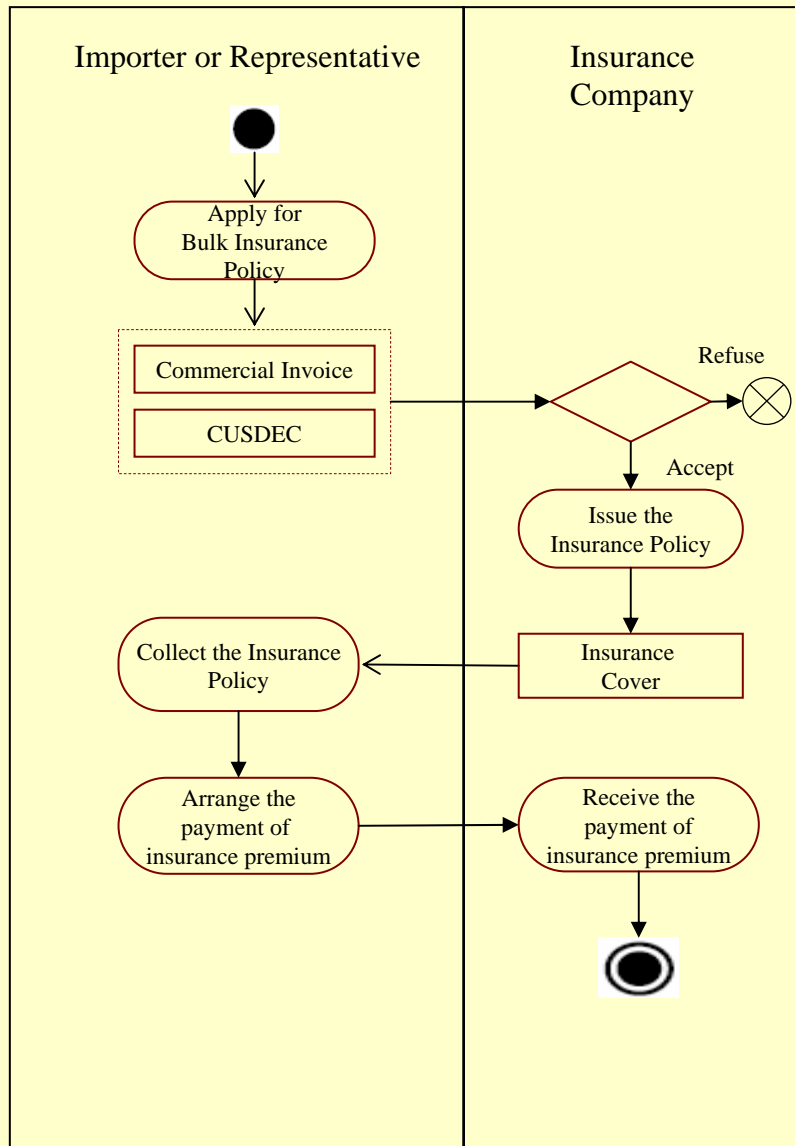 Importer or Representative
Insurance
Company
Apply for
Bulk Insurance
Policy
Commercial Invoice
CUSDEC
Refuse
Accept
Issue the
Insurance Policy
Insurance
Cover
Collect the Insurance
Policy
Arrange the
payment of
insurance premium
Receive the
payment of
insurance premium